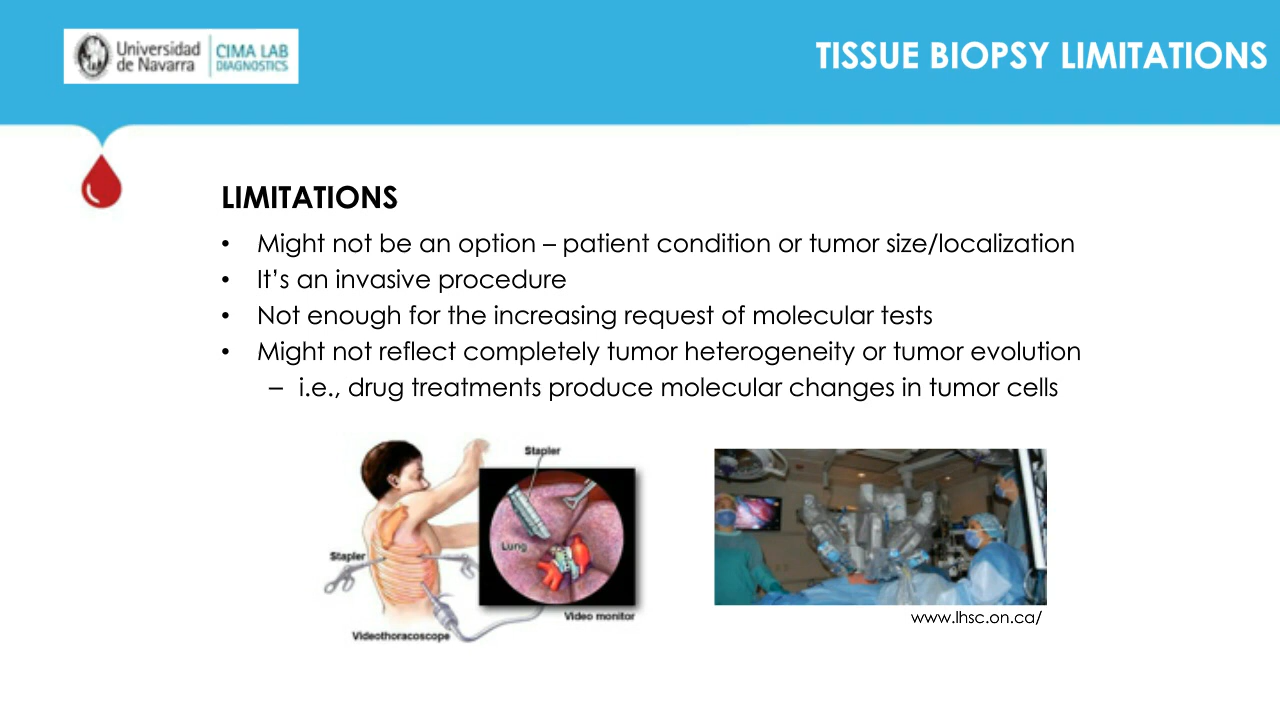 Universidad
de Navarra
CIMA LAB
DIAGNOSTICS
TISSUE BIOPSY LIMITATIONS
LIMITATIONS
• Might not be an option – patient condition or tumor size/localization
• It's an invasive procedure
• Not enough for the increasing request of molecular tests
• Might not reflect completely tumor heterogeneity or tumor evolution
– i.e., drug treatments produce molecular changes in tumor cells
Stapler
Lung
Stapler
Video monitor
Videothoracoscope
www.lhsc.on.ca/